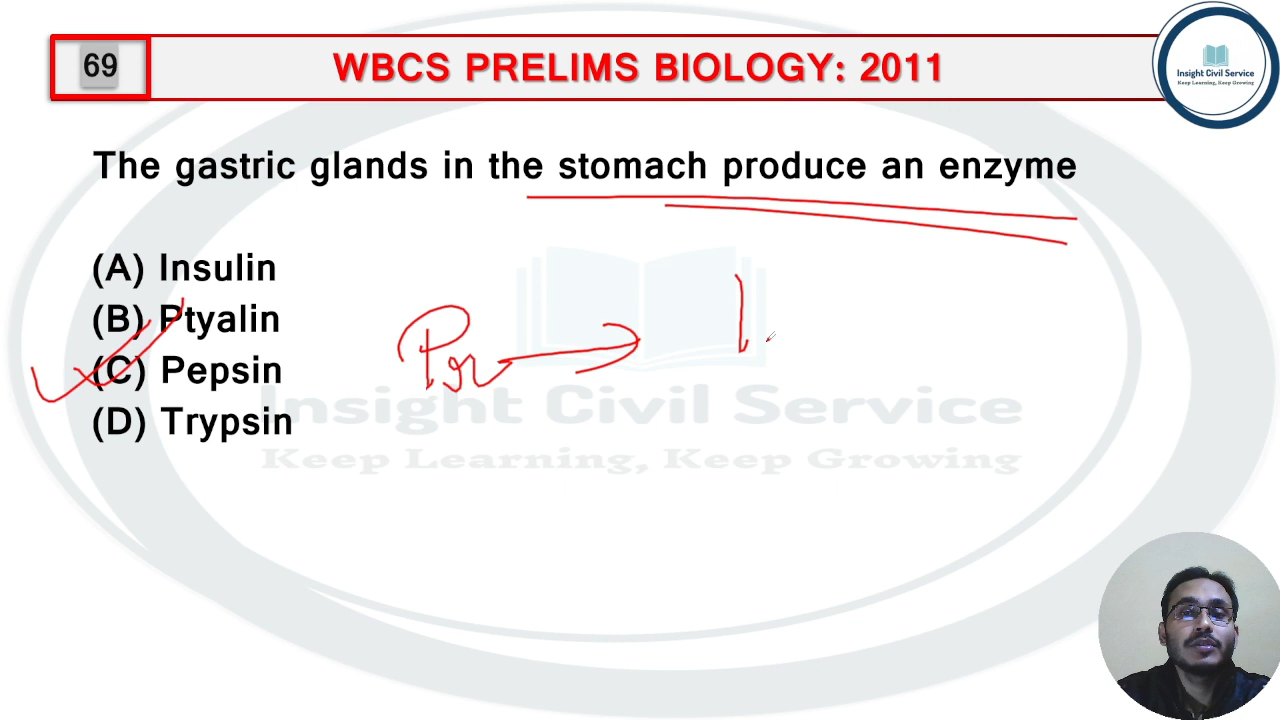 69
WBCS PRELIMS BIOLOGY: 2011
Insight Civil Service
Keep Learning, Keep Growing
The gastric glands in the stomach produce an enzyme
(A) Insulin
(B) Ptyalin
(C) Pepsin
(D) Trypsin
Insight Civil Service
Keep Learning, Keep Growing